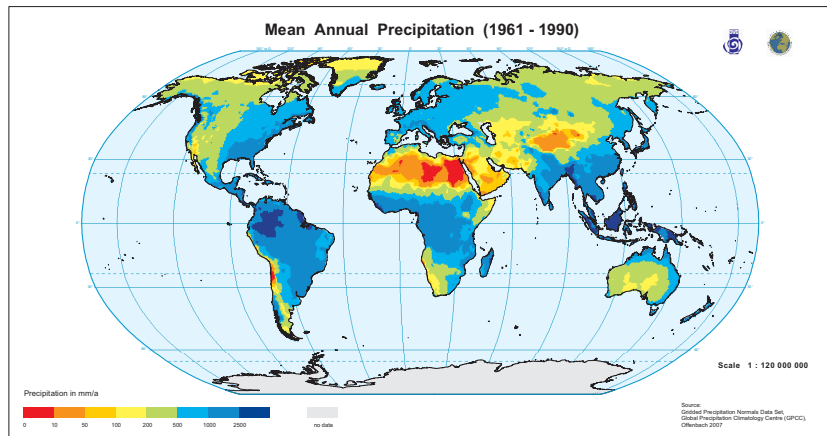 Mean Annual Precipitation (1961 - 1990)
Scale 1 : 120 000 000
Precipitation in mm/a
0 10 50 100 200 500 1000 2500 no data
Source:
Gridded Precipitation Normals Data Set,
Global Precipitation Climatology Centre (GPCC),
Offenbach 2007